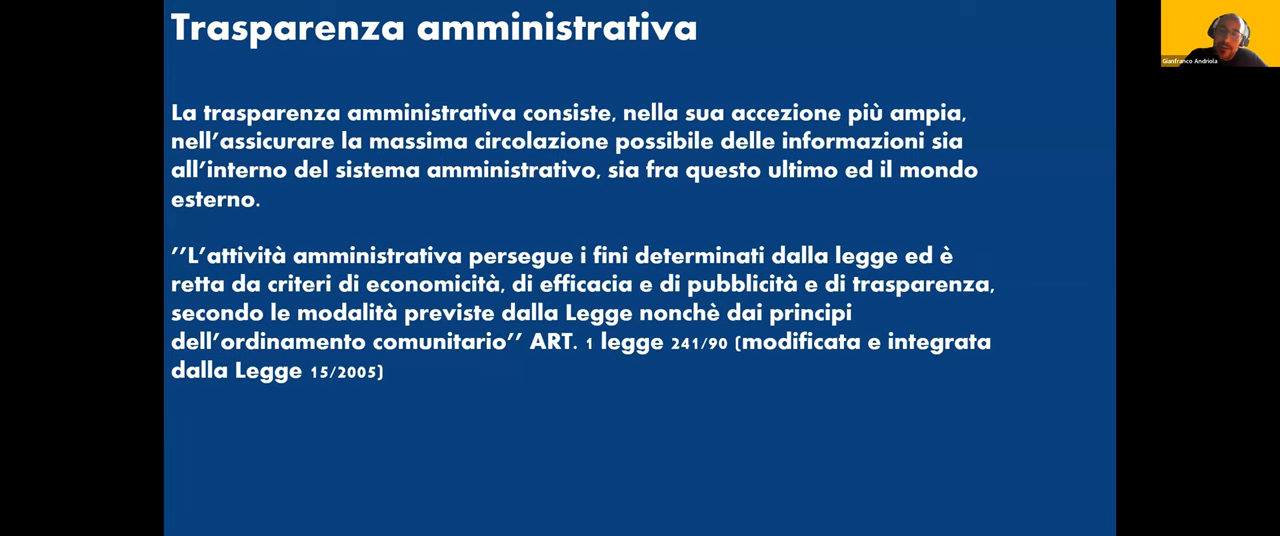 Trasparenza amministrativa
La trasparenza amministrativa consiste, nella sua accezione più ampia,
nell’assicurare la massima circolazione possibile delle informazioni sia
all’interno del sistema amministrativo, sia fra questo ultimo ed il mondo
esterno.
’’L’attività amministrativa persegue i fini determinati dalla legge ed è
retta da criteri di economicità, di efficacia e di pubblicità e di trasparenza,
secondo le modalità previste dalla Legge nonchè dai principi
dell’ordinamento comunitario’’ ART. 1 legge 241/90 (modificata e integrata
dalla Legge 15/2005)
Gianfranco Andriola